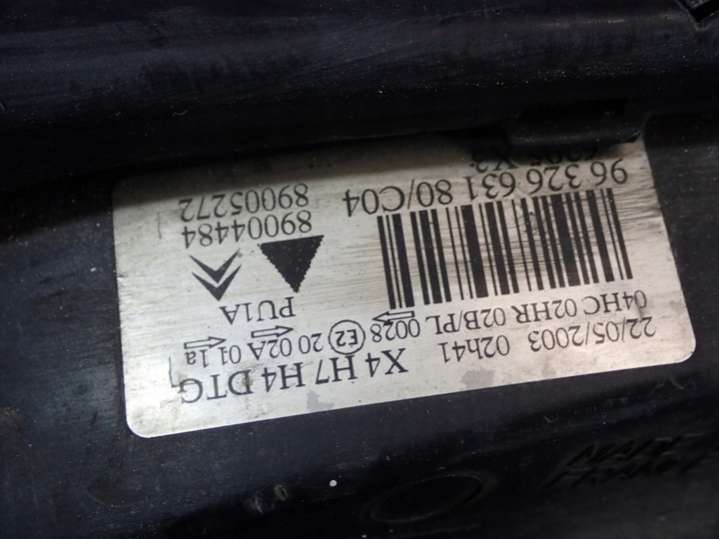 X4 H7 H4 DTG
22/05/2003 02h41
04HC 02HR 02B/PL 0028 E2 20 02A 01 1a
PU1A
96 326 631 80/C04
89004484
89005272